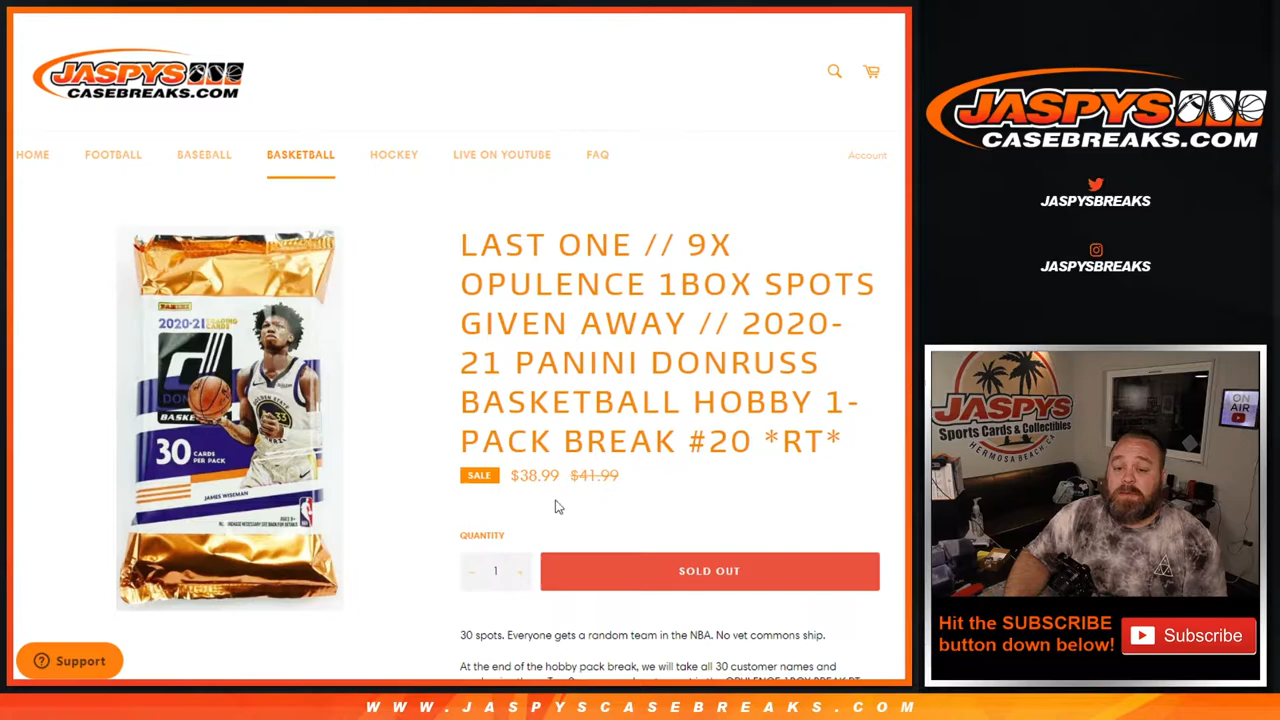 JASPYS
CASEBREAKS.COM
HOME
FOOTBALL
BASEBALL
BASKETBALL
HOCKEY
LIVE ON YOUTUBE
FAQ
Account
LAST ONE // 9X
OPULENCE 1BOX SPOTS
GIVEN AWAY // 2020-
21 PANINI DONRUSS
BASKETBALL HOBBY 1-
PACK BREAK #20 *RT*
SALE $38.99 $41.99
QUANTITY
1
SOLD OUT
30 spots. Everyone gets a random team in the NBA. No vet commons ship.
At the end of the hobby pack break, we will take all 30 customer names and
PANINI
2020-21 TRADING CARDS
30 CARDS PER PACK
JAMES WISEMAN
Support
JASPYS
CASEBREAKS.COM
JASPYSBREAKS
JASPYSBREAKS
JASPYS
Sports Cards & Collectibles
HERMOSA BEACH, CA
ON
AIR
Hit the SUBSCRIBE
button down below!
Subscribe
WWW.JASPYSCASEBREAKS.COM